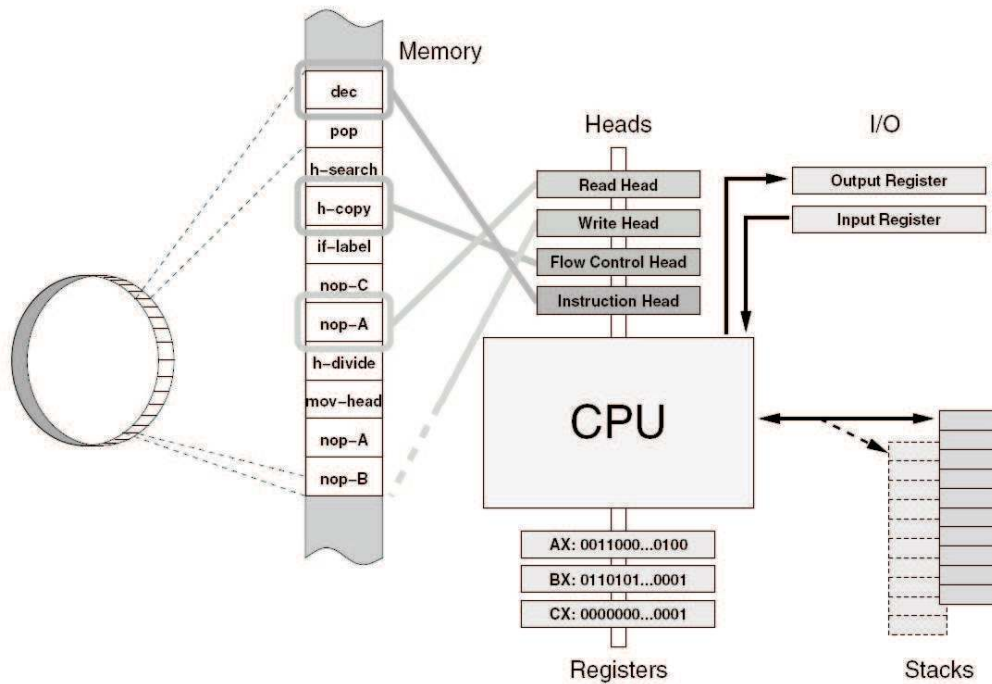 Memory
dec
pop
h-search
h-copy
if-label
nop-C
nop-A
h-divide
mov-head
nop-A
nop-B
Heads
Read Head
Write Head
Flow Control Head
Instruction Head
I/O
Output Register
Input Register
CPU
AX: 0011000...0100
BX: 0110101...0001
CX: 0000000...0001
Registers
Stacks